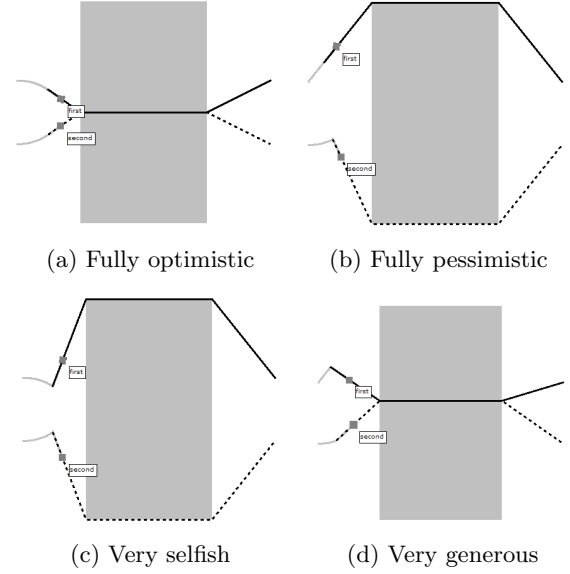 first
second
first
second
(a) Fully optimistic
(b) Fully pessimistic
first
second
first
second
(c) Very selfish
(d) Very generous